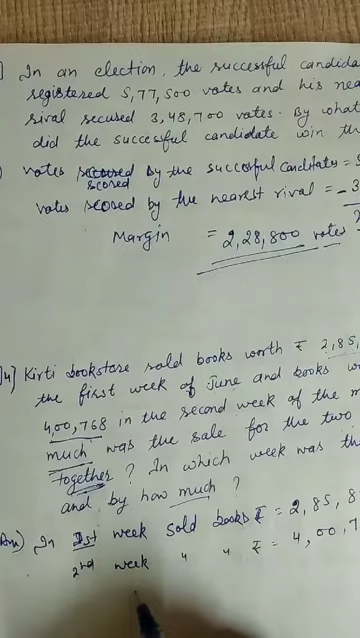 ] In an election, the successful candida
registered 5,77,500 votes and his nea
rival secured 3,48,700 votes. By what
did the successful candidate win th
) votes scored By the succesful candidates =
votes scored by the nearest rival = - 3
Margin = 2,28,800 votes
14] Kirti bookstore sold books worth ₹ 2,85,
the first week of June and books w
4,00,768 in the second week of the m
much was the sale for the two
together ? In which week was th
and by how much ?
Ans) In 1st week sold books ₹ = 2,85,8
2nd week " " ₹ = 4,00,7